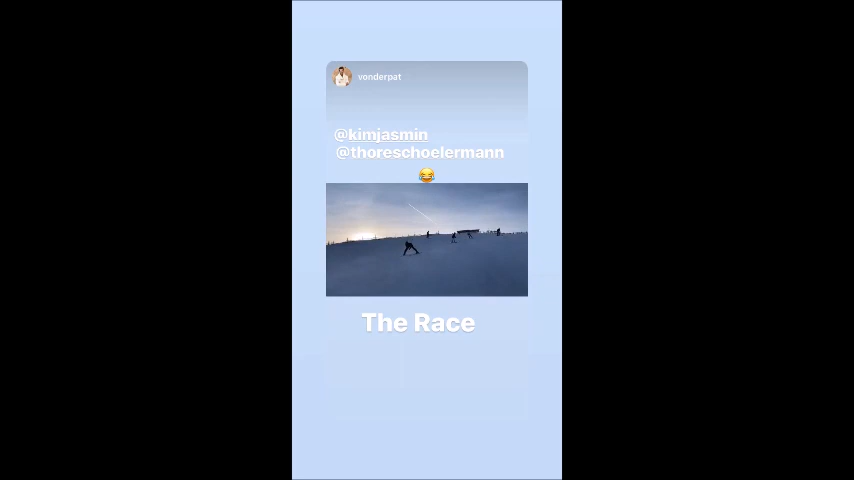 vonderpat
@kimjasmin
@thoreschoelermann
😂
The Race